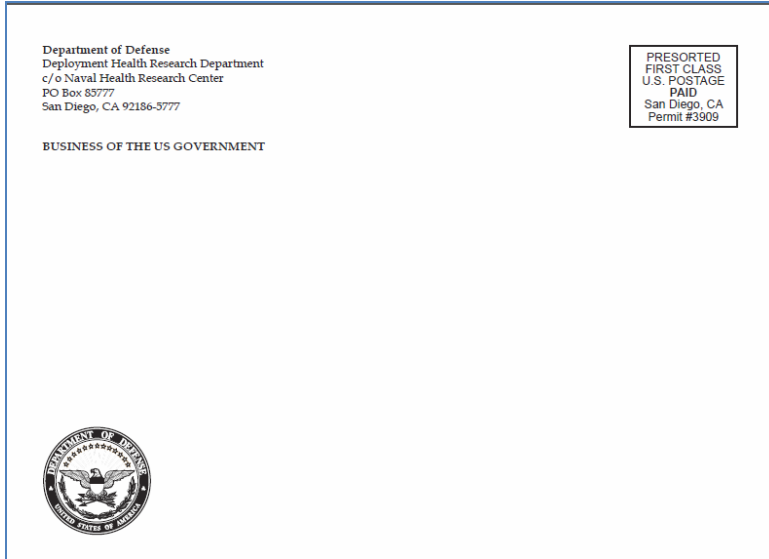 Department of Defense
Deployment Health Research Department
c/o Naval Health Research Center
PO Box 85777
San Diego, CA 92186-5777
BUSINESS OF THE US GOVERNMENT
PRESORTED
FIRST CLASS
U.S. POSTAGE
PAID
San Diego, CA
Permit #3909
DEPARTMENT OF DEFENSE
UNITED STATES OF AMERICA